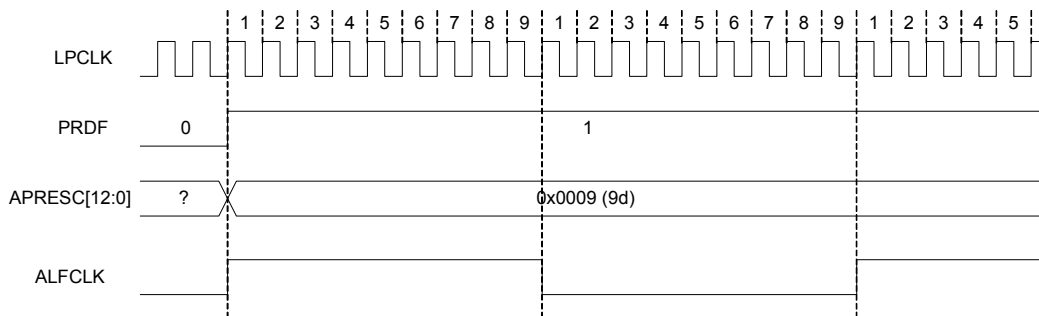 1 2 3 4 5 6 7 8 9 1 2 3 4 5 6 7 8 9 1 2 3 4 5
LPCLK
PRDF 0 1
APRESC[12:0] ? 0x0009 (9d)
ALFCLK